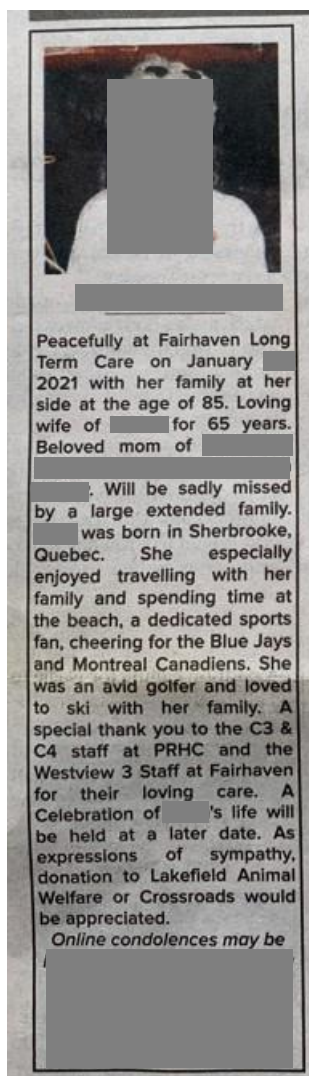 Peacefully at Fairhaven Long
Term Care on January
2021 with her family at her
side at the age of 85. Loving
wife of for 65 years.
Beloved mom of
. Will be sadly missed
by a large extended family.
was born in Sherbrooke,
Quebec. She especially
enjoyed travelling with her
family and spending time at
the beach, a dedicated sports
fan, cheering for the Blue Jays
and Montreal Canadiens. She
was an avid golfer and loved
to ski with her family. A
special thank you to the C3 &
C4 staff at PRHC and the
Westview 3 Staff at Fairhaven
for their loving care. A
Celebration of 's life will
be held at a later date. As
expressions of sympathy,
donation to Lakefield Animal
Welfare or Crossroads would
be appreciated.
Online condolences may be